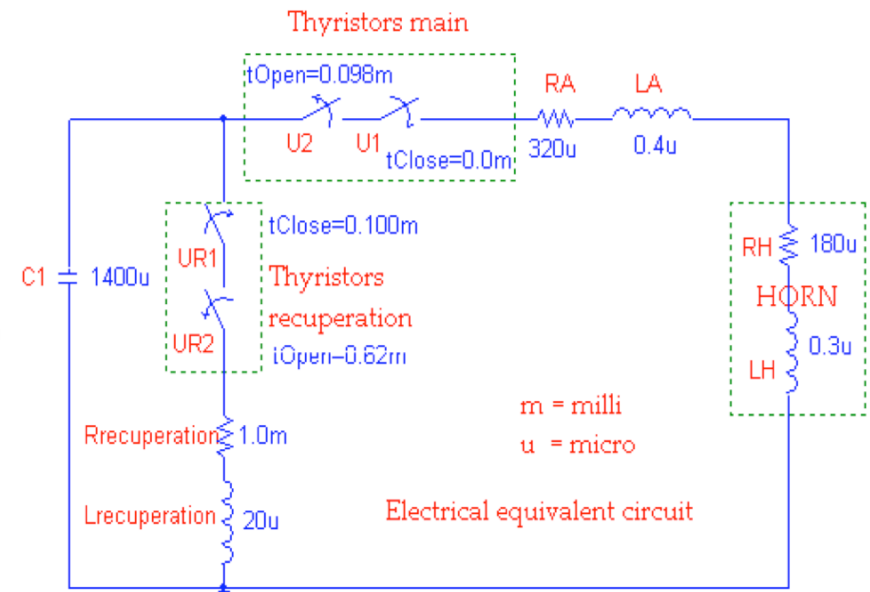 Thyristors main
tOpen=0.098m
RA LA
U2 U1
tClose=0.0m
320u 0.4u
tClose=0.100m
UR1
RH 180u
C1 1400u
Thyristors
HORN
recuperation
UR2
tOpen=0.62m
0.3u
LH
m = milli
u = micro
Rrecuperation 1.0m
Lrecuperation 20u
Electrical equivalent circuit